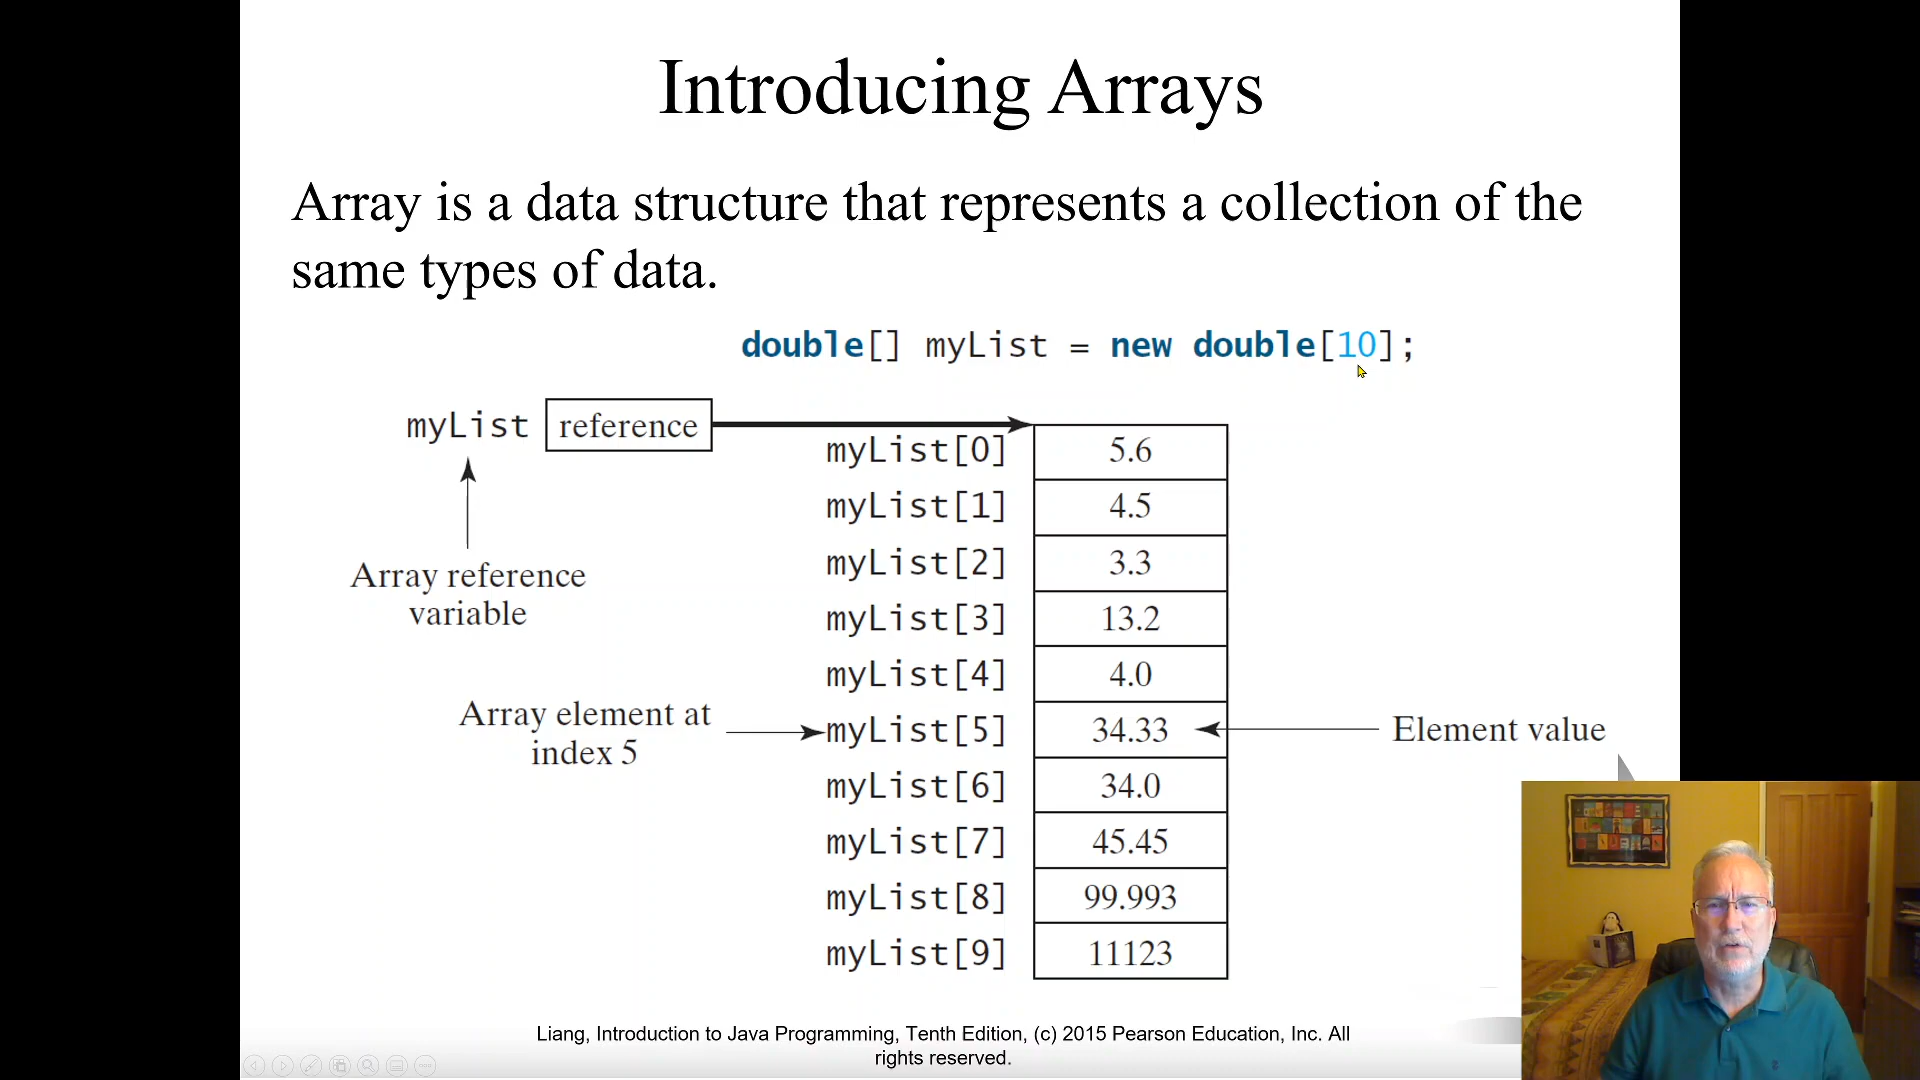 Introducing Arrays
Array is a data structure that represents a collection of the
same types of data.
double[] myList = new double[10];
myList reference
Array reference
variable
myList[0] 5.6
myList[1] 4.5
myList[2] 3.3
myList[3] 13.2
myList[4] 4.0
Array element at
index 5
myList[5] 34.33
Element value
myList[6] 34.0
myList[7] 45.45
myList[8] 99.993
myList[9] 11123
Liang, Introduction to Java Programming, Tenth Edition, (c) 2015 Pearson Education, Inc. All
rights reserved.